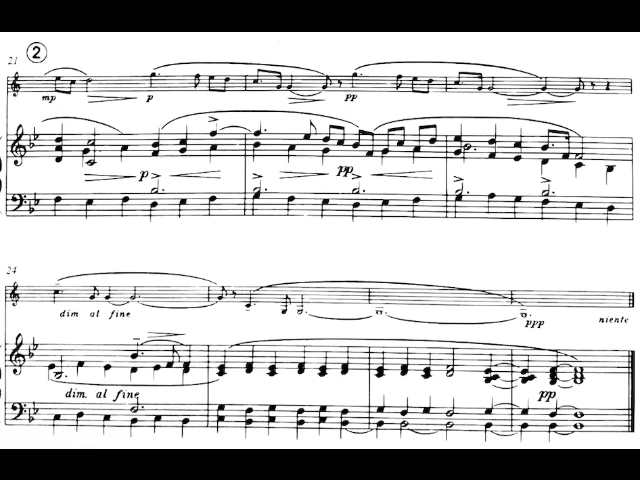 2
21
mp p pp
p pp
24
dim al fine
ppp niente
dim. al fine pp